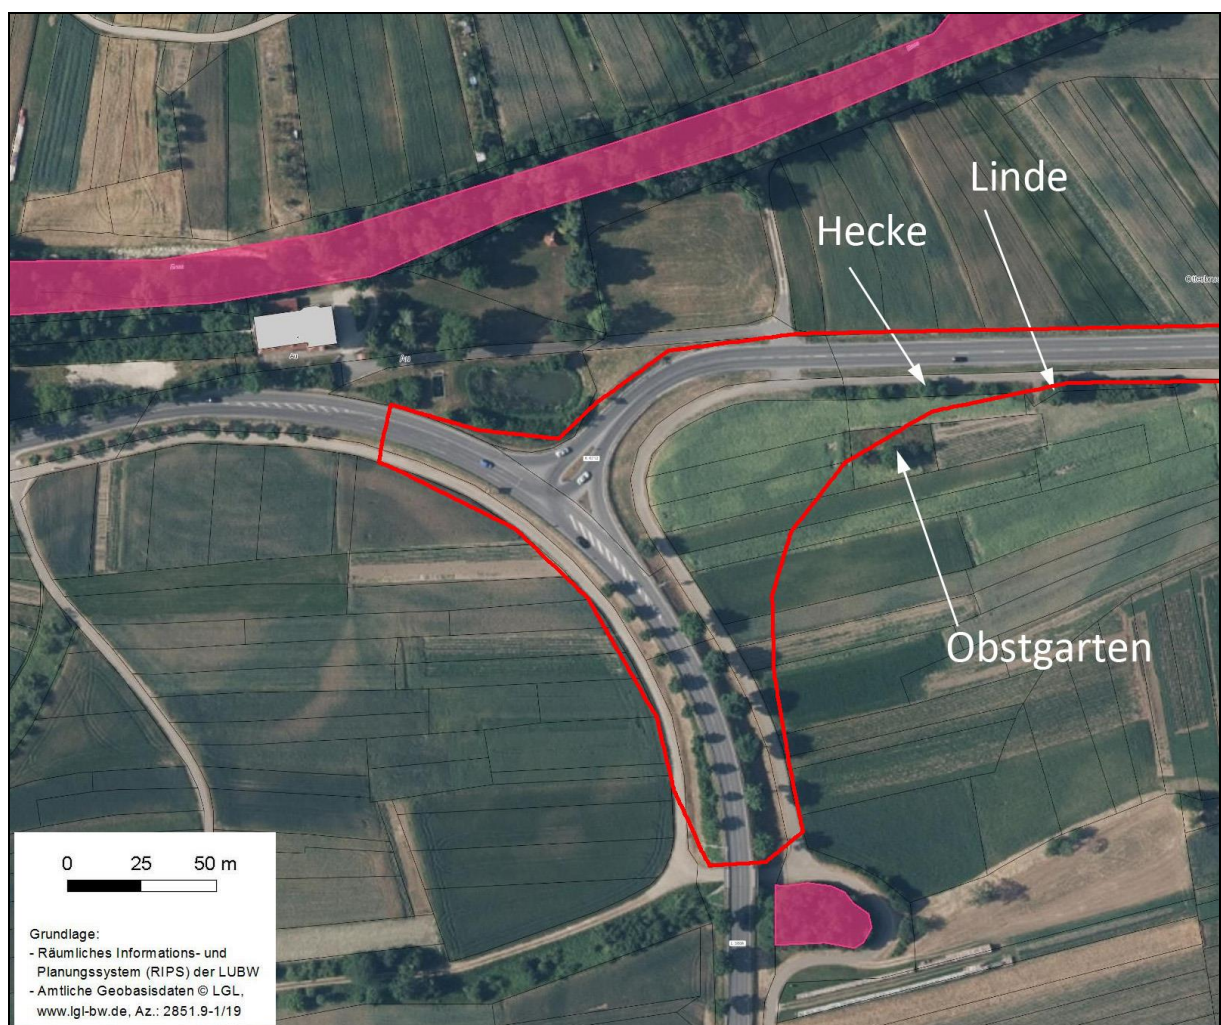 Linde
Hecke
Au
Obstgarten
0 25 50 m
Grundlage:
- Räumliches Informations- und
Planungssystem (RIPS) der LUBW
- Amtliche Geobasisdaten © LGL,
www.lgl-bw.de, Az.: 2851.9-1/19